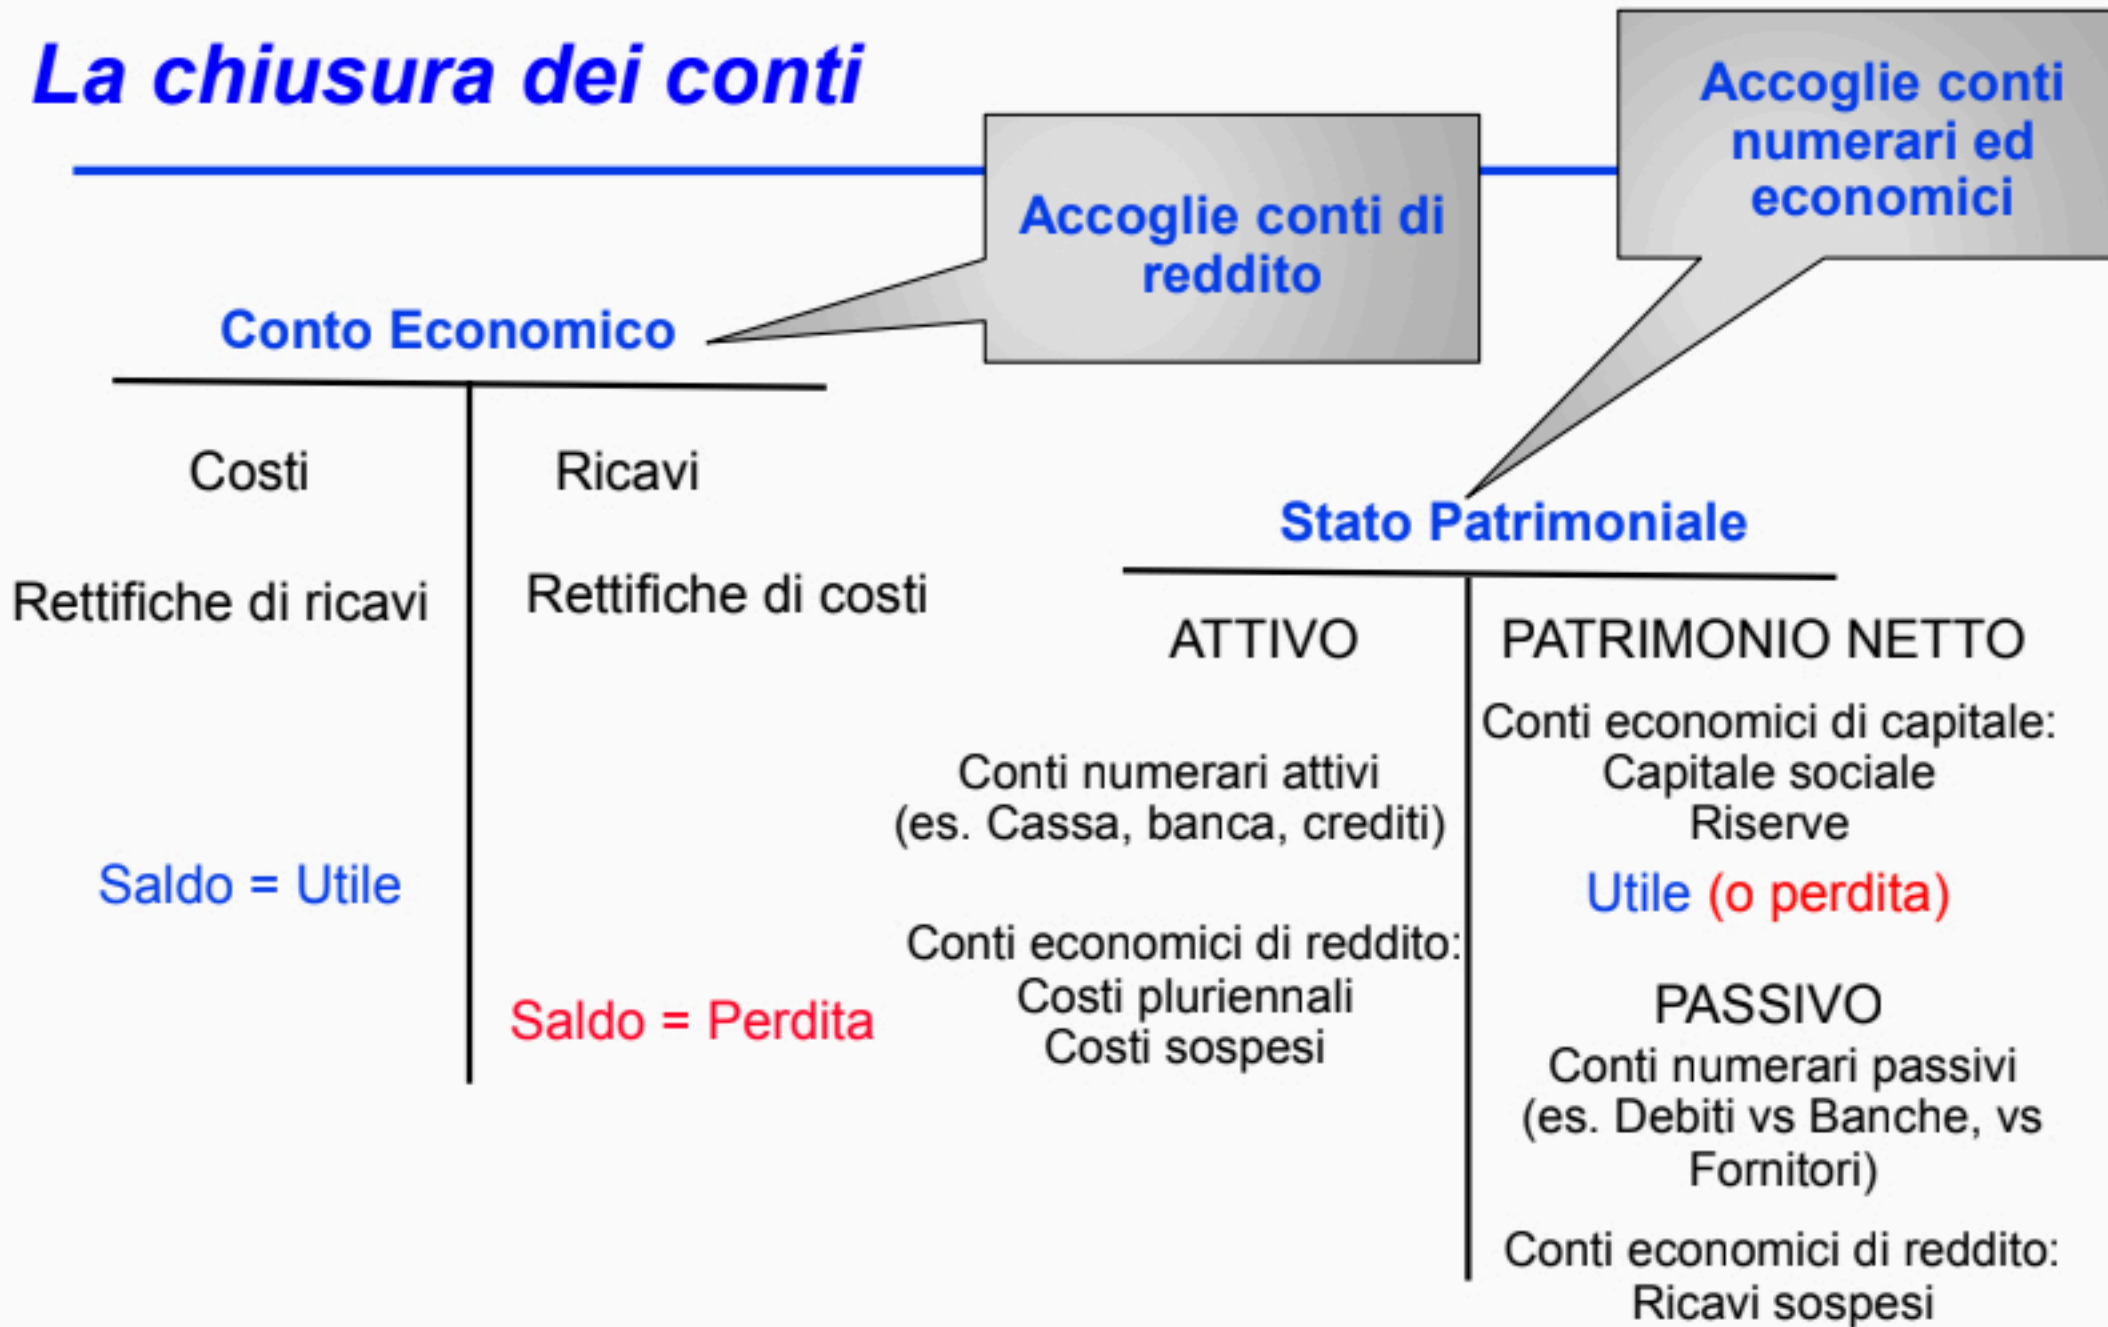 La chiusura dei conti
Accoglie conti di
reddito
Accoglie conti
numerari ed
economici
Conto Economico
Costi
Ricavi
Rettifiche di ricavi
Rettifiche di costi
Saldo = Utile
Saldo = Perdita
Stato Patrimoniale
ATTIVO
Conti numerari attivi
(es. Cassa, banca, crediti)
Conti economici di reddito:
Costi pluriennali
Costi sospesi
PATRIMONIO NETTO
Conti economici di capitale:
Capitale sociale
Riserve
Utile (o perdita)
PASSIVO
Conti numerari passivi
(es. Debiti vs Banche, vs
Fornitori)
Conti economici di reddito:
Ricavi sospesi